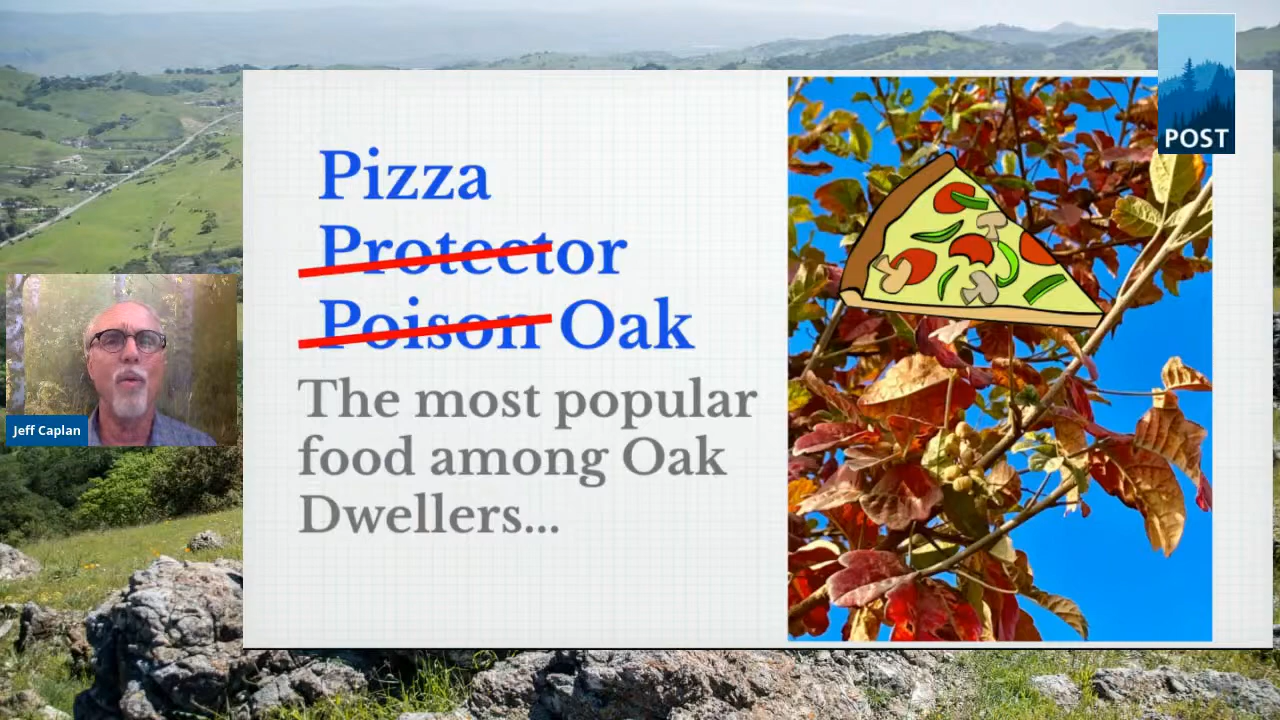 Pizza
Protector
Poison Oak
The most popular
food among Oak
Dwellers...
Jeff Caplan
POST